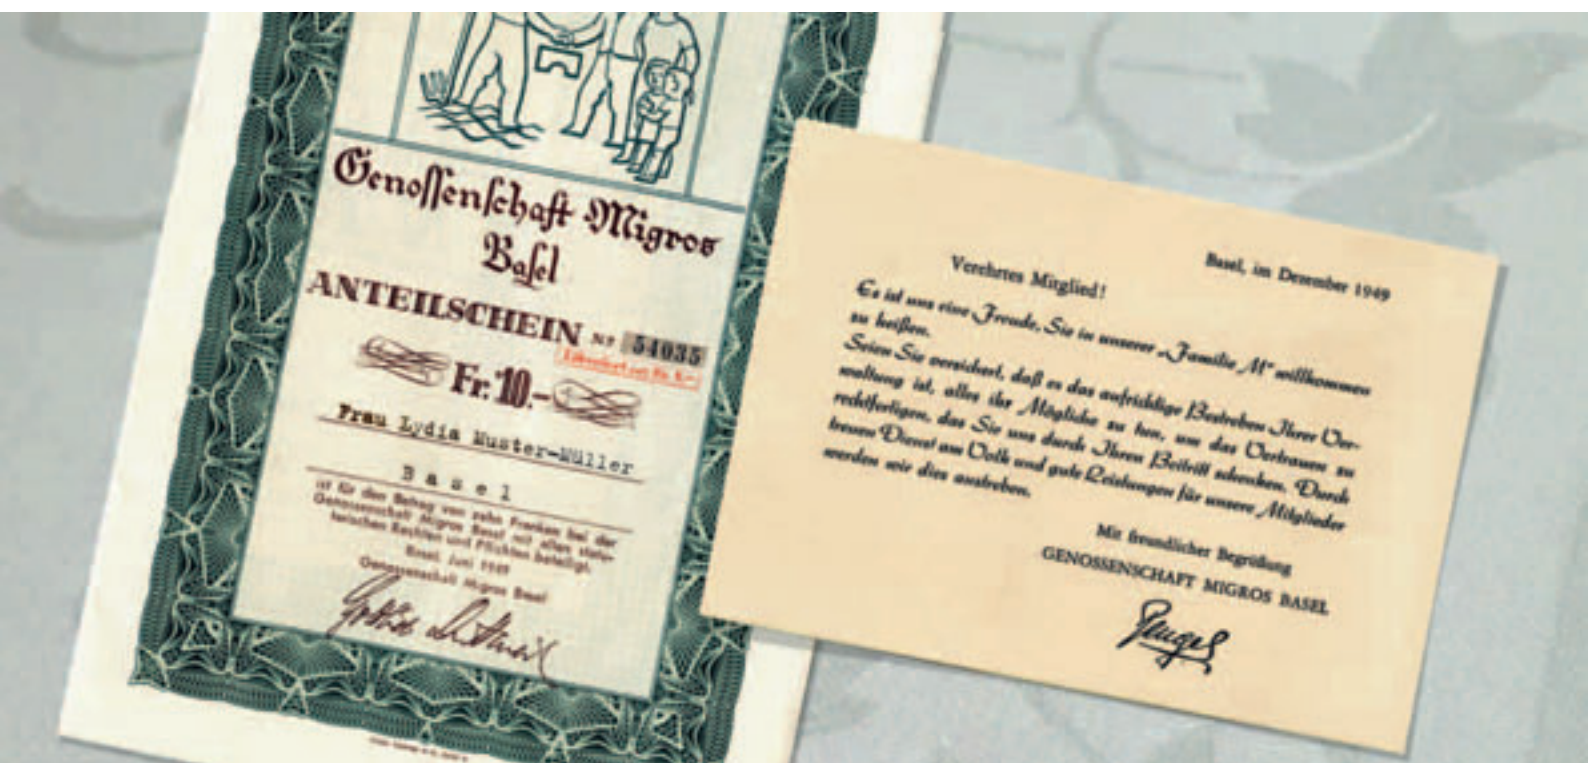 Genossenschaft Migros
Basel
ANTEILSCHEIN Nº 54035
Fr. 10.–
Frau Lydia Muster-Müller
Basel
ist für den Betrag von zehn Franken bei der
Genossenschaft Migros Basel mit allen statu-
tarischen Rechten und Pflichten beteiligt.
Basel, Juni 1949
Genossenschaft Migros Basel
Basel, im Dezember 1949
Verehrtes Mitglied!
Es ist uns eine Freude, Sie in unserer „Familie M“ willkommen
zu heißen.
Seien Sie versichert, daß es das aufrichtige Bestreben Ihrer Ver-
waltung ist, alles ihr Mögliche zu tun, um das Vertrauen zu
rechtfertigen, das Sie uns durch Ihren Beitritt schenken. Durch
treuen Dienst am Volk und gute Leistungen für unsere Mitglieder
werden wir dies anstreben.
Mit freundlicher Begrüßung
GENOSSENSCHAFT MIGROS BASEL